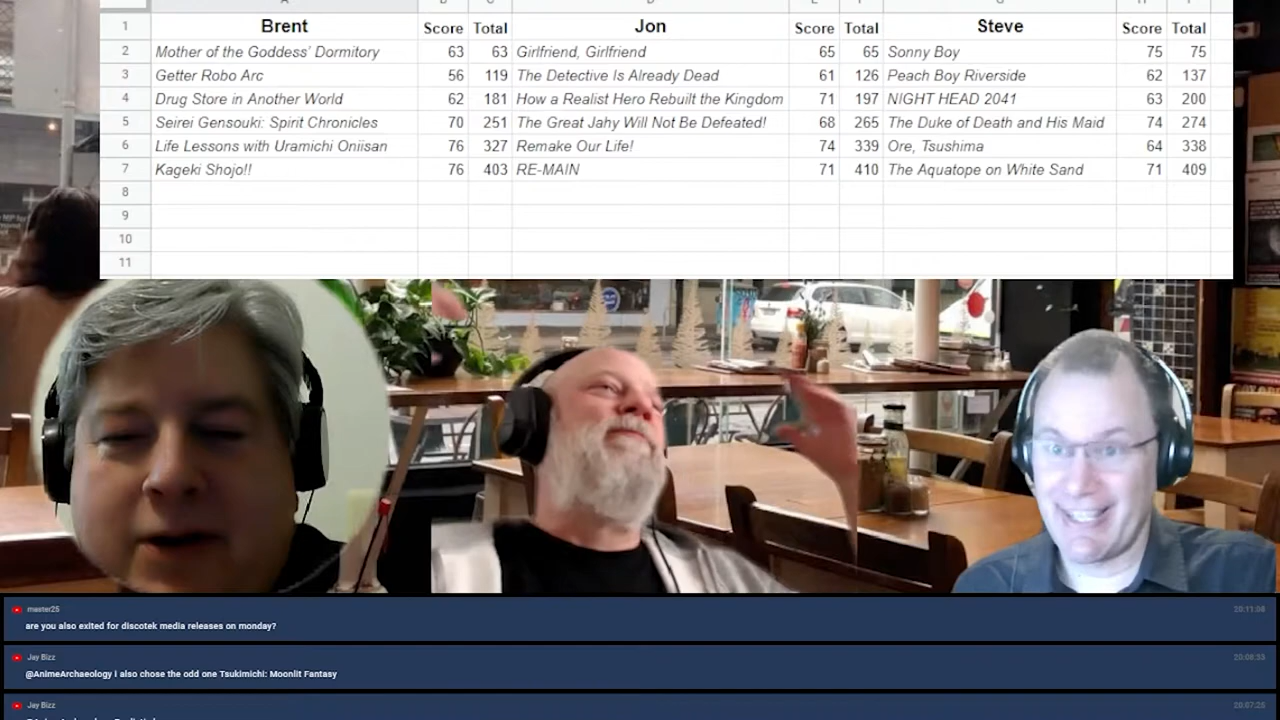 Brent Score Total Jon Score Total Steve Score Total
1
2 Mother of the Goddess' Dormitory 63 63 Girlfriend, Girlfriend 65 65 Sonny Boy 75 75
3 Getter Robo Arc 56 119 The Detective Is Already Dead 61 126 Peach Boy Riverside 62 137
4 Drug Store in Another World 62 181 How a Realist Hero Rebuilt the Kingdom 71 197 NIGHT HEAD 2041 63 200
5 Seirei Gensouki: Spirit Chronicles 70 251 The Great Jahy Will Not Be Defeated! 68 265 The Duke of Death and His Maid 74 274
6 Life Lessons with Uramichi Oniisan 76 327 Remake Our Life! 74 339 Ore, Tsushima 64 338
7 Kageki Shojo!! 76 403 RE-MAIN 71 410 The Aquatope on White Sand 71 409
8
9
10
11
master25 20:11:08
are you also exited for discotek media releases on monday?
Jay Bizz 20:08:33
@AnimeArchaeology I also chose the odd one Tsukimichi: Moonlit Fantasy
Jay Bizz 20:07:26